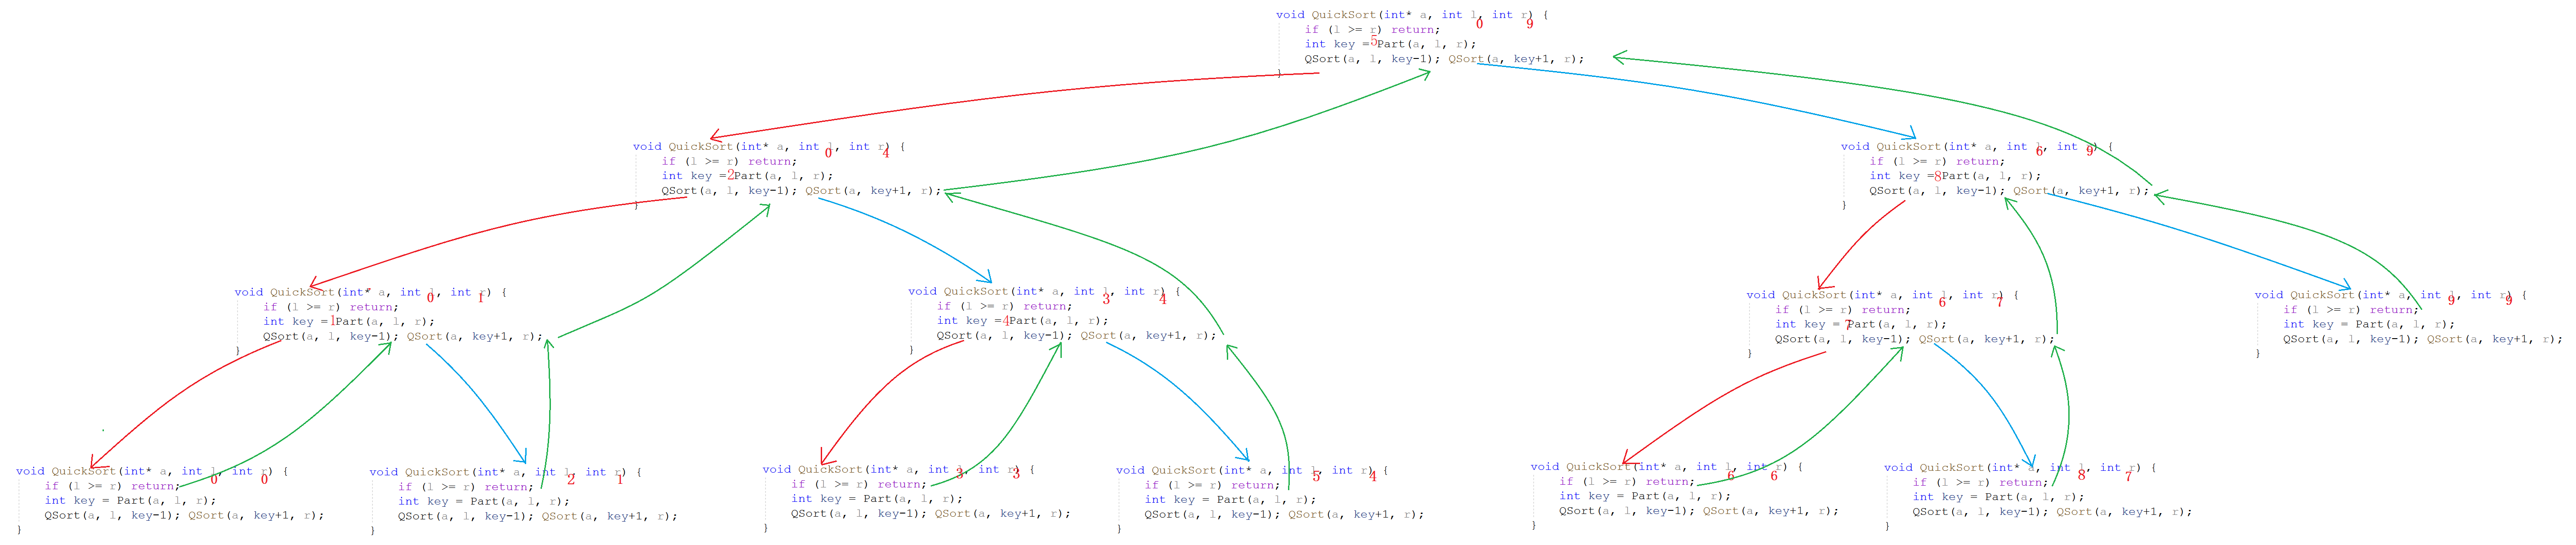 void QuickSort(int* a, int l, int r) {
0 9
if (l >= r) return;
int key =5Part(a, l, r);
QSort(a, l, key-1); QSort(a, key+1, r);
}
void QuickSort(int* a, int l, int r) {
0 4
if (l >= r) return;
int key =2Part(a, l, r);
QSort(a, l, key-1); QSort(a, key+1, r);
}
void QuickSort(int* a, int l, int r) {
6 9
if (l >= r) return;
int key =8Part(a, l, r);
QSort(a, l, key-1); QSort(a, key+1, r);
}
void QuickSort(int* a, int l, int r) {
0 1
if (l >= r) return;
int key =1Part(a, l, r);
QSort(a, l, key-1); QSort(a, key+1, r);
}
void QuickSort(int* a, int l, int r) {
3 4
if (l >= r) return;
int key =4Part(a, l, r);
QSort(a, l, key-1); QSort(a, key+1, r);
}
void QuickSort(int* a, int l, int r) {
6 7
if (l >= r) return;
int key = 7Part(a, l, r);
QSort(a, l, key-1); QSort(a, key+1, r);
}
void QuickSort(int* a, int l, int r) {
9 9
if (l >= r) return;
int key = Part(a, l, r);
QSort(a, l, key-1); QSort(a, key+1, r);
}
void QuickSort(int* a, int l, int r) {
0 0
if (l >= r) return;
int key = Part(a, l, r);
QSort(a, l, key-1); QSort(a, key+1, r);
}
void QuickSort(int* a, int l, int r) {
2 1
if (l >= r) return;
int key = Part(a, l, r);
QSort(a, l, key-1); QSort(a, key+1, r);
}
void QuickSort(int* a, int l, int r) {
3 3
if (l >= r) return;
int key = Part(a, l, r);
QSort(a, l, key-1); QSort(a, key+1, r);
}
void QuickSort(int* a, int l, int r) {
5 4
if (l >= r) return;
int key = Part(a, l, r);
QSort(a, l, key-1); QSort(a, key+1, r);
}
void QuickSort(int* a, int l, int r) {
6 6
if (l >= r) return;
int key = Part(a, l, r);
QSort(a, l, key-1); QSort(a, key+1, r);
}
void QuickSort(int* a, int l, int r) {
8 7
if (l >= r) return;
int key = Part(a, l, r);
QSort(a, l, key-1); QSort(a, key+1, r);
}